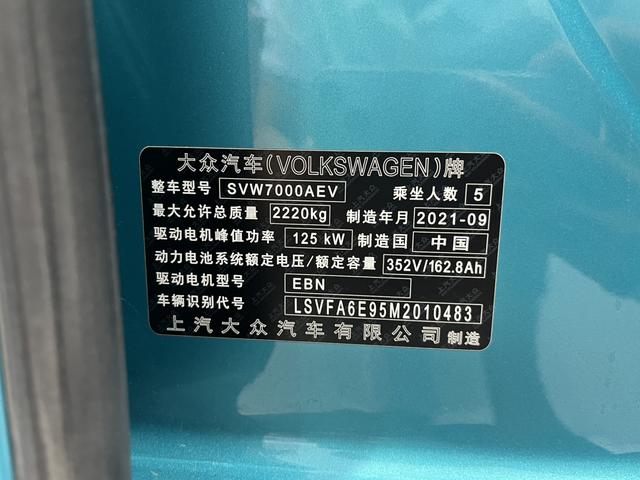 大众汽车(VOLKSWAGEN)牌
整车型号 SVW7000AEV 乘坐人数 5
最大允许总质量 2220kg 制造年月 2021-09
驱动电机峰值功率 125 kW 制造国 中国
动力电池系统额定电压/额定容量 352V/162.8Ah
驱动电机型号 EBN
车辆识别代号 LSVFA6E95M2010483
上汽大众汽车有限公司 制造